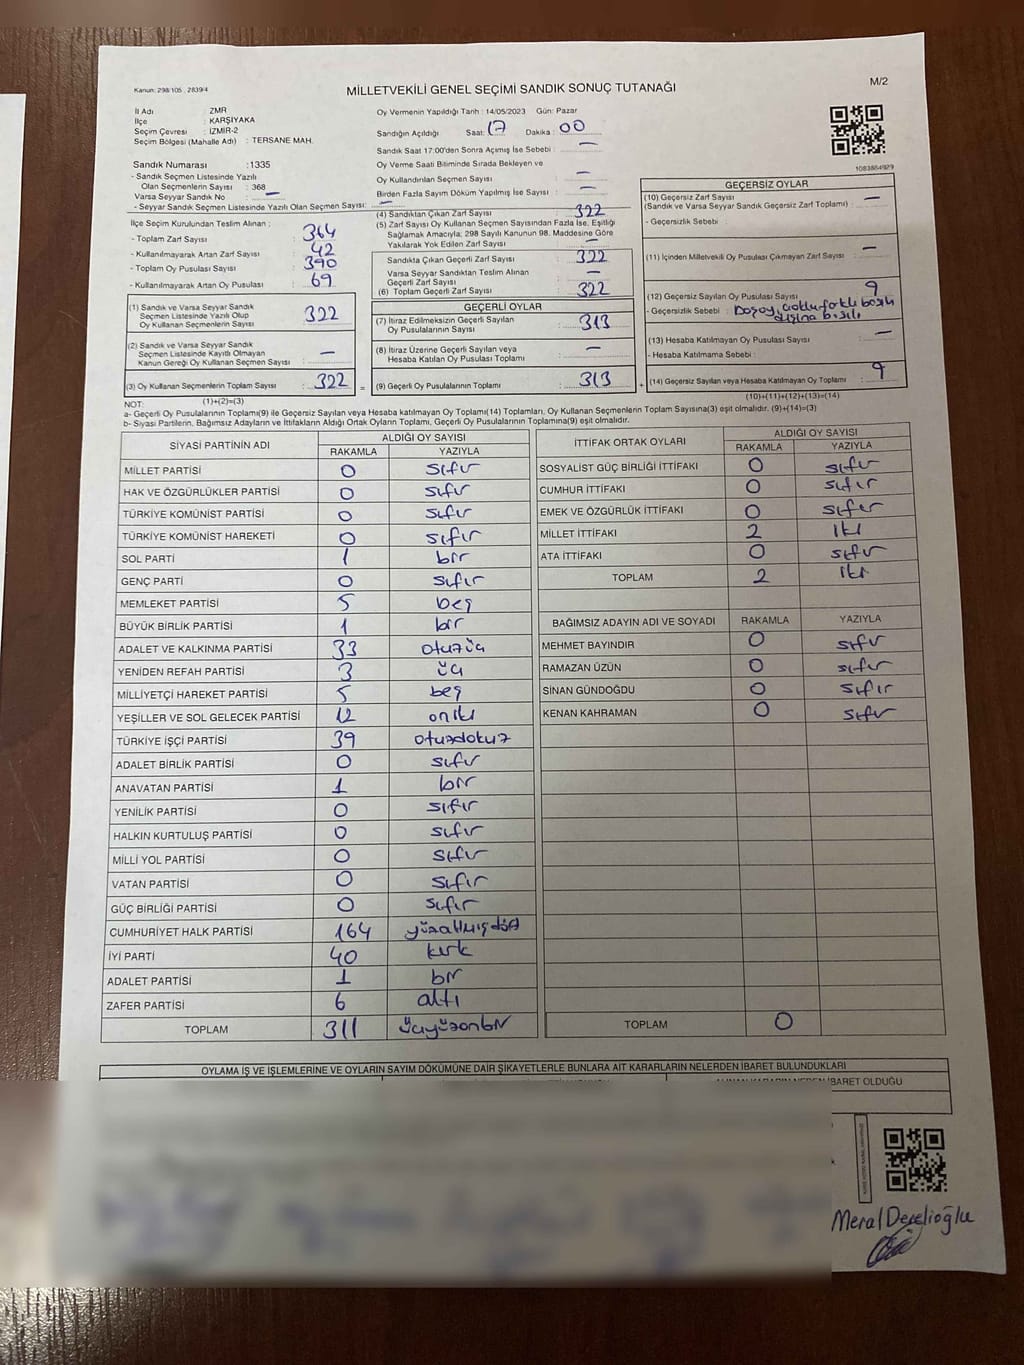 Kanun: 298/105 , 2839/4
MİLLETVEKİLİ GENEL SEÇİMİ SANDIK SONUÇ TUTANAĞI
M/2
İl Adı : ZMR
İlçe : KARŞIYAKA
Seçim Çevresi : İZMİR-2
Seçim Bölgesi (Mahalle Adı) : TERSANE MAH.
Sandık Numarası :1335
- Sandık Seçmen Listesinde Yazılı
Olan Seçmenlerin Sayısı : 368
Varsa Seyyar Sandık No : —
- Seyyar Sandık Seçmen Listesinde Yazılı Olan Seçmen Sayısı: —
Oy Vermenin Yapıldığı Tarih : 14/05/2023 Gün: Pazar
Sandığın Açıldığı Saat: 17 Dakika : 00
Sandık Saat 17:00'den Sonra Açımış İse Sebebi : —
Oy Verme Saati Bitiminde Sırada Bekleyen ve
Oy Kullandırılan Seçmen Sayısı : —
Birden Fazla Sayım Döküm Yapılmış İse Sayısı : —
1083884929
İlçe Seçim Kurulundan Teslim Alınan ;
- Toplam Zarf Sayısı : 364
- Kullanılmayarak Artan Zarf Sayısı : 42
- Toplam Oy Pusulası Sayısı : 390
- Kullanılmayarak Artan Oy Pusulası : 69
(1) Sandık ve Varsa Seyyar Sandık
Seçmen Listesinde Yazılı Olup
Oy Kullanan Seçmenlerin Sayısı : 322
(2) Sandık ve Varsa Seyyar Sandık
Seçmen Listesinde Kayıtlı Olmayan
Kanun Gereği Oy Kullanan Seçmen Sayısı : —
(3) Oy Kullanan Seçmenlerin Toplam Sayısı : 322 =
(1)+(2)=(3)
(4) Sandıktan Çıkan Zarf Sayısı : 322
(5) Zarf Sayısı Oy Kullanan Seçmen Sayısından Fazla İse, Eşitliği
Sağlamak Amacıyla; 298 Sayılı Kanunun 98. Maddesine Göre
Yakılarak Yok Edilen Zarf Sayısı : —
Sandıkta Çıkan Geçerli Zarf Sayısı : 322
Varsa Seyyar Sandıktan Teslim Alınan
Geçerli Zarf Sayısı : —
(6) Toplam Geçerli Zarf Sayısı : 322
GEÇERLİ OYLAR
(7) İtiraz Edilmeksizin Geçerli Sayılan
Oy Pusulalarının Sayısı : 313
(8) İtiraz Üzerine Geçerli Sayılan veya
Hesaba Katılan Oy Pusulası Toplamı : —
(9) Geçerli Oy Pusulalarının Toplamı : 313 +
GEÇERSİZ OYLAR
(10) Geçersiz Zarf Sayısı
(Sandık ve Varsa Seyyar Sandık Geçersiz Zarf Toplamı) : —
- Geçersizlik Sebebi :
(11) İçinden Milletvekili Oy Pusulası Çıkmayan Zarf Sayısı : —
(12) Geçersiz Sayılan Oy Pusulası Sayısı : 9
- Geçersizlik Sebebi : basılı
dışına basılı
(13) Hesaba Katılmayan Oy Pusulası Sayısı : —
- Hesaba Katılmama Sebebi :
(14) Geçersiz Sayılan veya Hesaba Katılmayan Oy Toplamı : 9
(10)+(11)+(12)+(13)=(14)
NOT:
a- Geçerli Oy Pusulalarının Toplamı(9) ile Geçersiz Sayılan veya Hesaba katılmayan Oy Toplamı(14) Toplamları, Oy Kullanan Seçmenlerin Toplam Sayısına(3) eşit olmalıdır. (9)+(14)=(3)
b- Siyasi Partilerin, Bağımsız Adayların ve İttifakların Aldığı Ortak Oyların Toplamı, Geçerli Oy Pusulalarının Toplamına(9) eşit olmalıdır.
SİYASİ PARTİNİN ADI ALDIĞI OY SAYISI
RAKAMLA YAZIYLA
MİLLET PARTİSİ 0 sıfır
HAK VE ÖZGÜRLÜKLER PARTİSİ 0 sıfır
TÜRKİYE KOMÜNİST PARTİSİ 0 sıfır
TÜRKİYE KOMÜNİST HAREKETİ 0 sıfır
SOL PARTİ 1 bir
GENÇ PARTİ 0 sıfır
MEMLEKET PARTİSİ 5 beş
BÜYÜK BİRLİK PARTİSİ 1 bir
ADALET VE KALKINMA PARTİSİ 33 otuzüç
YENİDEN REFAH PARTİSİ 3 üç
MİLLİYETÇİ HAREKET PARTİSİ 5 beş
YEŞİLLER VE SOL GELECEK PARTİSİ 12 oniki
TÜRKİYE İŞÇİ PARTİSİ 39 otuzdokuz
ADALET BİRLİK PARTİSİ 0 sıfır
ANAVATAN PARTİSİ 1 bir
YENİLİK PARTİSİ 0 sıfır
HALKIN KURTULUŞ PARTİSİ 0 sıfır
MİLLİ YOL PARTİSİ 0 sıfır
VATAN PARTİSİ 0 sıfır
GÜÇ BİRLİĞİ PARTİSİ 0 sıfır
CUMHURİYET HALK PARTİSİ 164 yüzaltmışdört
İYİ PARTİ 40 kırk
ADALET PARTİSİ 1 bir
ZAFER PARTİSİ 6 altı
TOPLAM 311 üçyüzonbir
İTTİFAK ORTAK OYLARI ALDIĞI OY SAYISI
RAKAMLA YAZIYLA
SOSYALİST GÜÇ BİRLİĞİ İTTİFAKI 0 sıfır
CUMHUR İTTİFAKI 0 sıfır
EMEK VE ÖZGÜRLÜK İTTİFAKI 0 sıfır
MİLLET İTTİFAKI 2 iki
ATA İTTİFAKI 0 sıfır
TOPLAM 2 iki
BAĞIMSIZ ADAYIN ADI VE SOYADI RAKAMLA YAZIYLA
MEHMET BAYINDIR 0 sıfır
RAMAZAN ÜZÜN 0 sıfır
SİNAN GÜNDOĞDU 0 sıfır
KENAN KAHRAMAN 0 sıfır
TOPLAM 0
OYLAMA İŞ VE İŞLEMLERİNE VE OYLARIN SAYIM DÖKÜMÜNE DAİR ŞİKAYETLERLE BUNLARA AİT KARARLARIN NELERDEN İBARET BULUNDUKLARI
İBARET OLDUĞU
Meral Derelioğlu